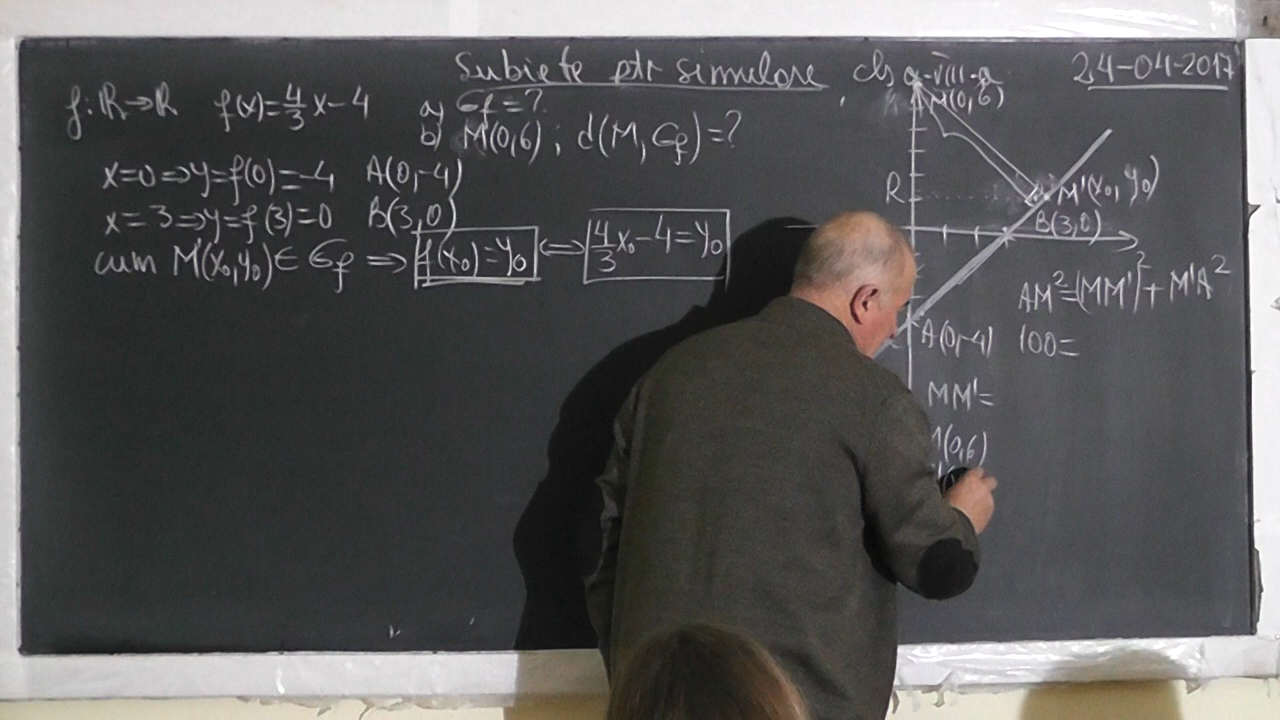 Subiecte ptr simulare, cls a-VIII-a
24-04-2017
f:ℝ→ℝ f(x)=4/3 x-4
a) Gf=?
b) M(0,6); d(M,Gf)=?
x=0⇒y=f(0)=-4 A(0,-4)
x=3⇒y=f(3)=0 B(3,0)
cum M'(x₀,y₀)∈Gf ⇒ f(x₀)=y₀ ⇔ 4/3 x₀-4=y₀
M(0,6)
R
M'(x₀,y₀)
B(3,0)
A(0,-4)
AM²=(MM')²+M'A²
100=
MM'=
M(0,6)